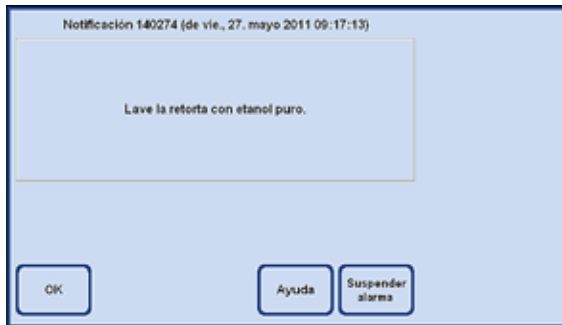 Notificación 140274 (de vie., 27. mayo 2011 09:17:13)
Lave la retorta con etanol puro.
OK
Ayuda
Suspender
alarma